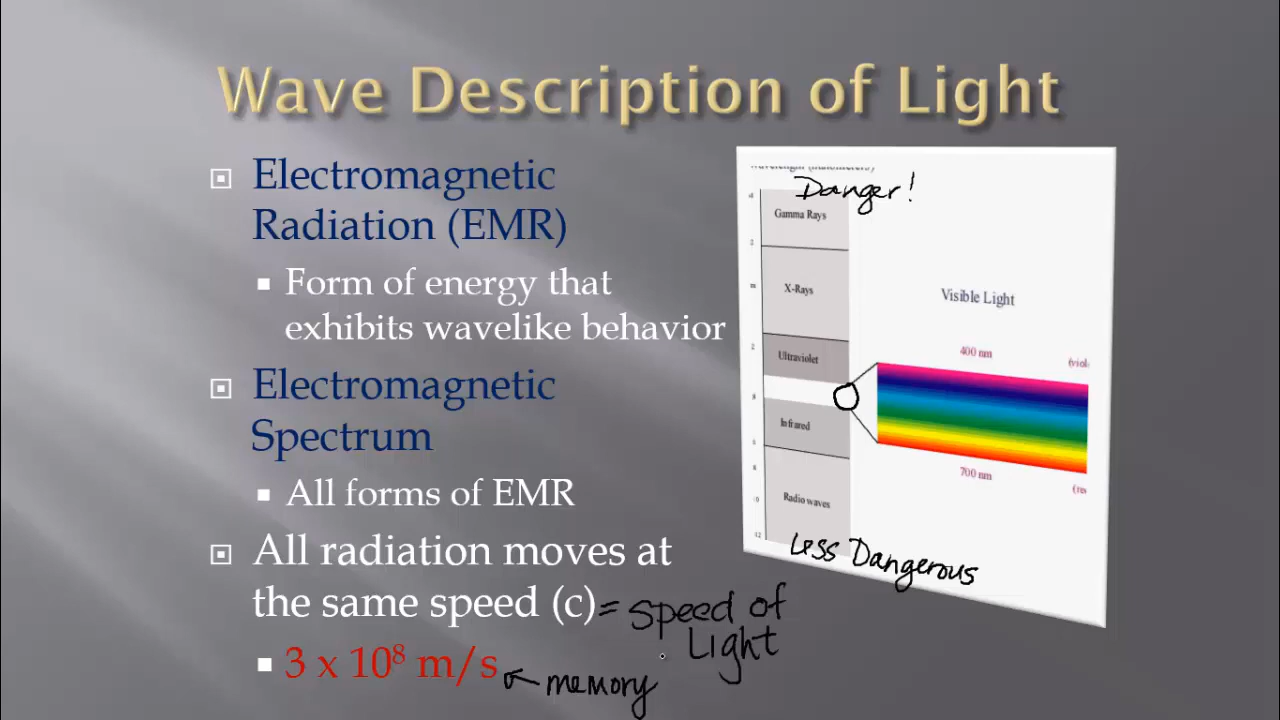 Wave Description of Light
Electromagnetic
Radiation (EMR)
Form of energy that
exhibits wavelike behavior
Electromagnetic
Spectrum
All forms of EMR
All radiation moves at
the same speed (c) = Speed of
Light
3 x 10⁸ m/s ← memory
Danger!
Gamma Rays
X-Rays
Ultraviolet
Infrared
Radio waves
Less Dangerous
Visible Light
400 nm
700 nm